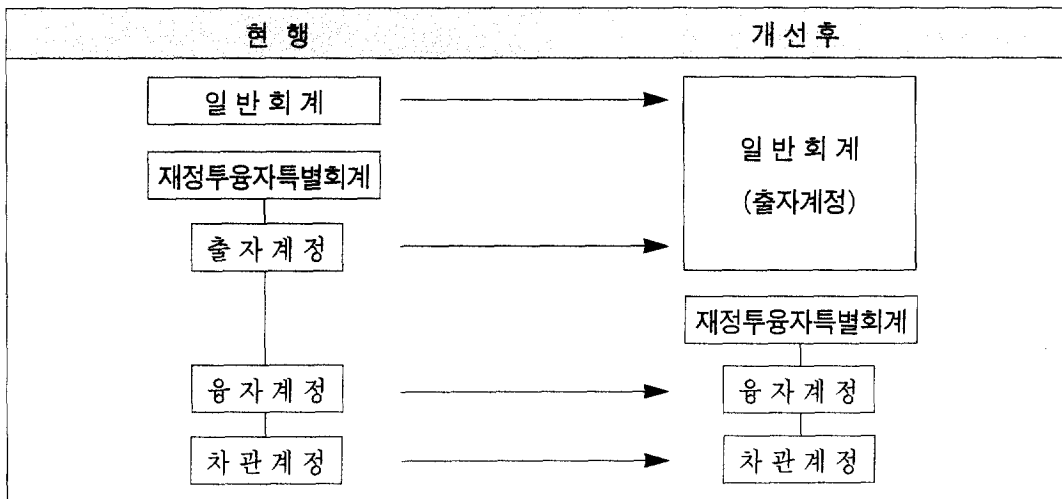 현 행
개 선 후
일 반 회 계
재정투융자특별회계
출 자 계 정
융 자 계 정
차 관 계 정
일 반 회 계
(출자계정)
재정투융자특별회계
융 자 계 정
차 관 계 정